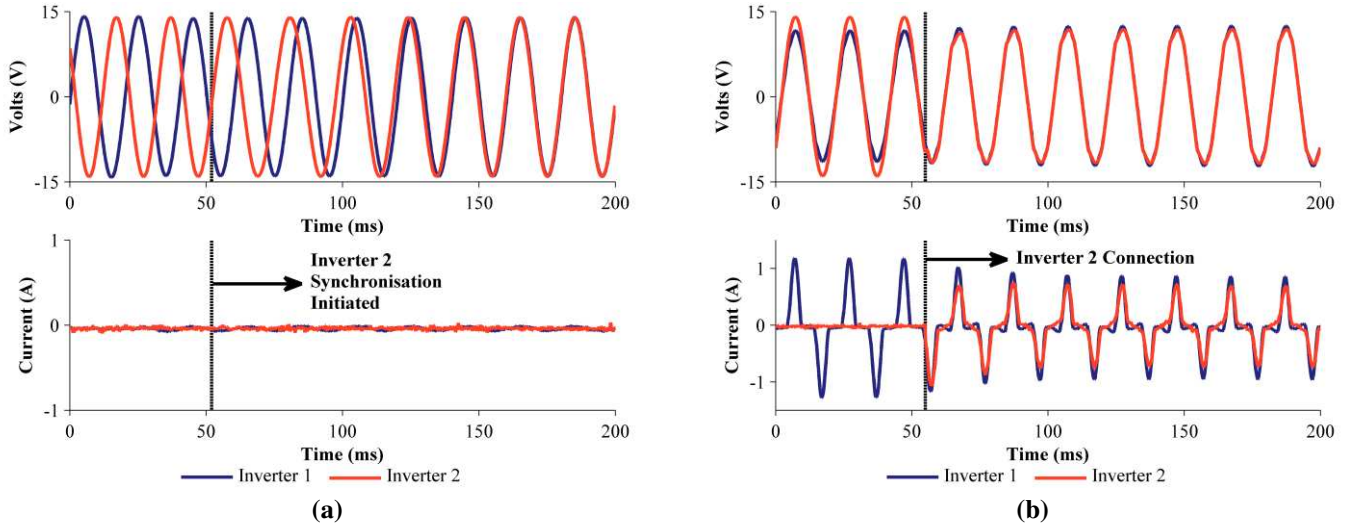 15
0
-15
Volts (V)
0 50 100 150 200
Time (ms)
1
0
-1
Current (A)
Inverter 2
Synchronisation
Initiated
0 50 100 150 200
Time (ms)
Inverter 1 Inverter 2
(a)
15
0
-15
Volts (V)
0 50 100 150 200
Time (ms)
1
0
-1
Current (A)
Inverter 2 Connection
0 50 100 150 200
Time (ms)
Inverter 1 Inverter 2
(b)